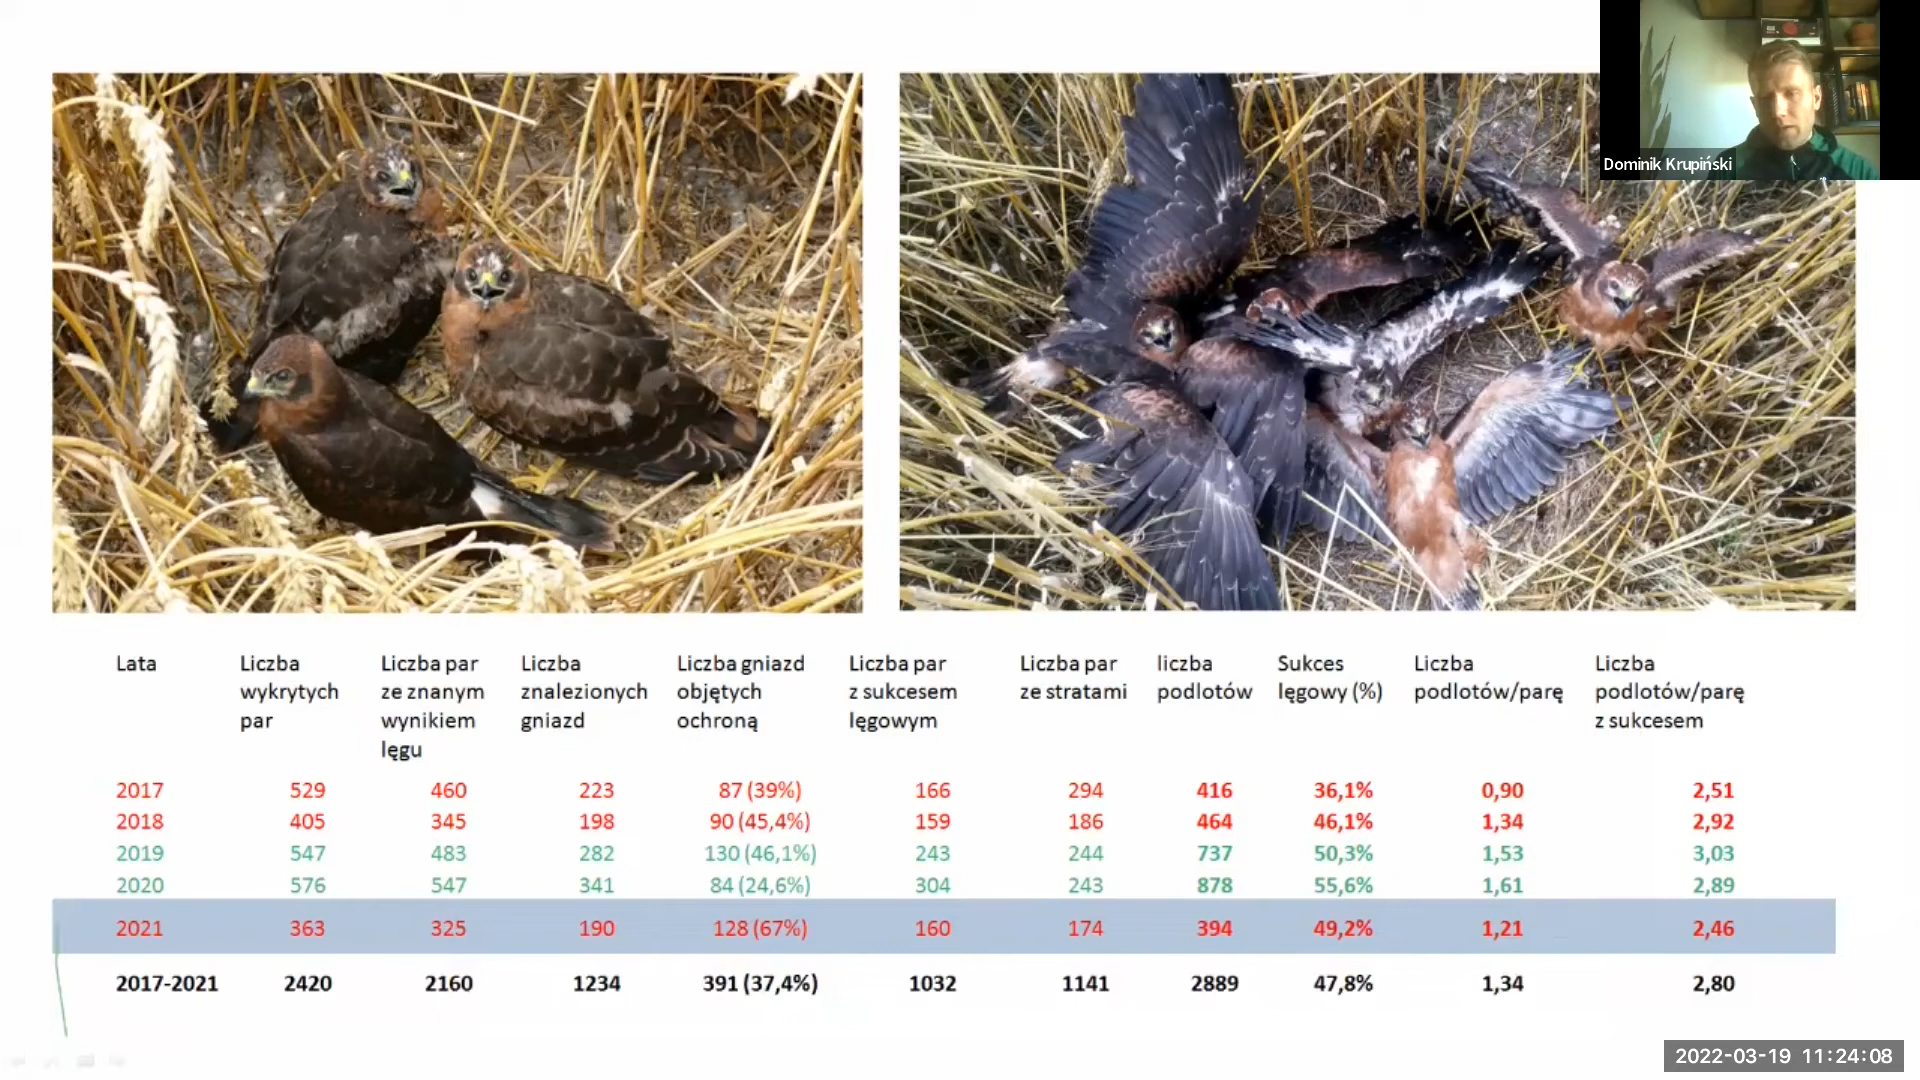 Dominik Krupiński
Lata
Liczba
wykrytych
par
Liczba par
ze znanym
wynikiem
lęgu
Liczba
znalezionych
gniazd
Liczba gniazd
objętych
ochroną
Liczba par
z sukcesem
lęgowym
Liczba par
ze stratami
liczba
podlotów
Sukces
lęgowy (%)
Liczba
podlotów/parę
Liczba
podlotów/parę
z sukcesem
2017 529 460 223 87 (39%) 166 294 416 36,1% 0,90 2,51
2018 405 345 198 90 (45,4%) 159 186 464 46,1% 1,34 2,92
2019 547 483 282 130 (46,1%) 243 244 737 50,3% 1,53 3,03
2020 576 547 341 84 (24,6%) 304 243 878 55,6% 1,61 2,89
2021 363 325 190 128 (67%) 160 174 394 49,2% 1,21 2,46
2017-2021 2420 2160 1234 391 (37,4%) 1032 1141 2889 47,8% 1,34 2,80
2022-03-19 11:24:08